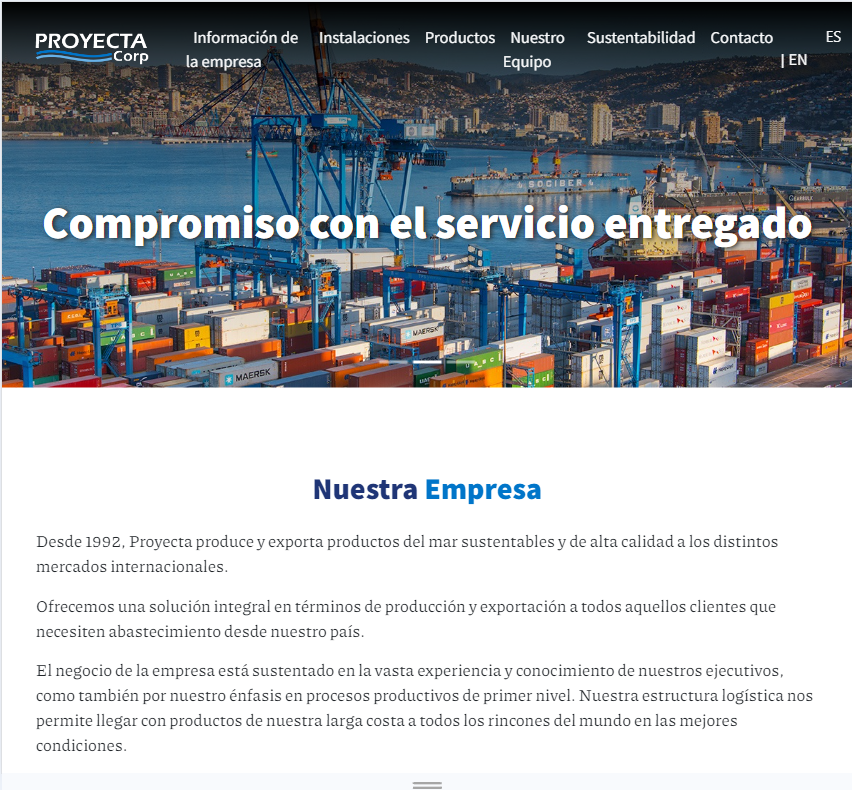 PROYECTA
Corp
Información de la empresa
Instalaciones
Productos
Nuestro Equipo
Sustentabilidad
Contacto
ES
| EN
SOCIBER
Compromiso con el servicio entregado
MAERSK
MAERSK
Nuestra Empresa
Desde 1992, Proyecta produce y exporta productos del mar sustentables y de alta calidad a los distintos
mercados internacionales.
Ofrecemos una solución integral en términos de producción y exportación a todos aquellos clientes que
necesiten abastecimiento desde nuestro país.
El negocio de la empresa está sustentado en la vasta experiencia y conocimiento de nuestros ejecutivos,
como también por nuestro énfasis en procesos productivos de primer nivel. Nuestra estructura logística nos
permite llegar con productos de nuestra larga costa a todos los rincones del mundo en las mejores
condiciones.